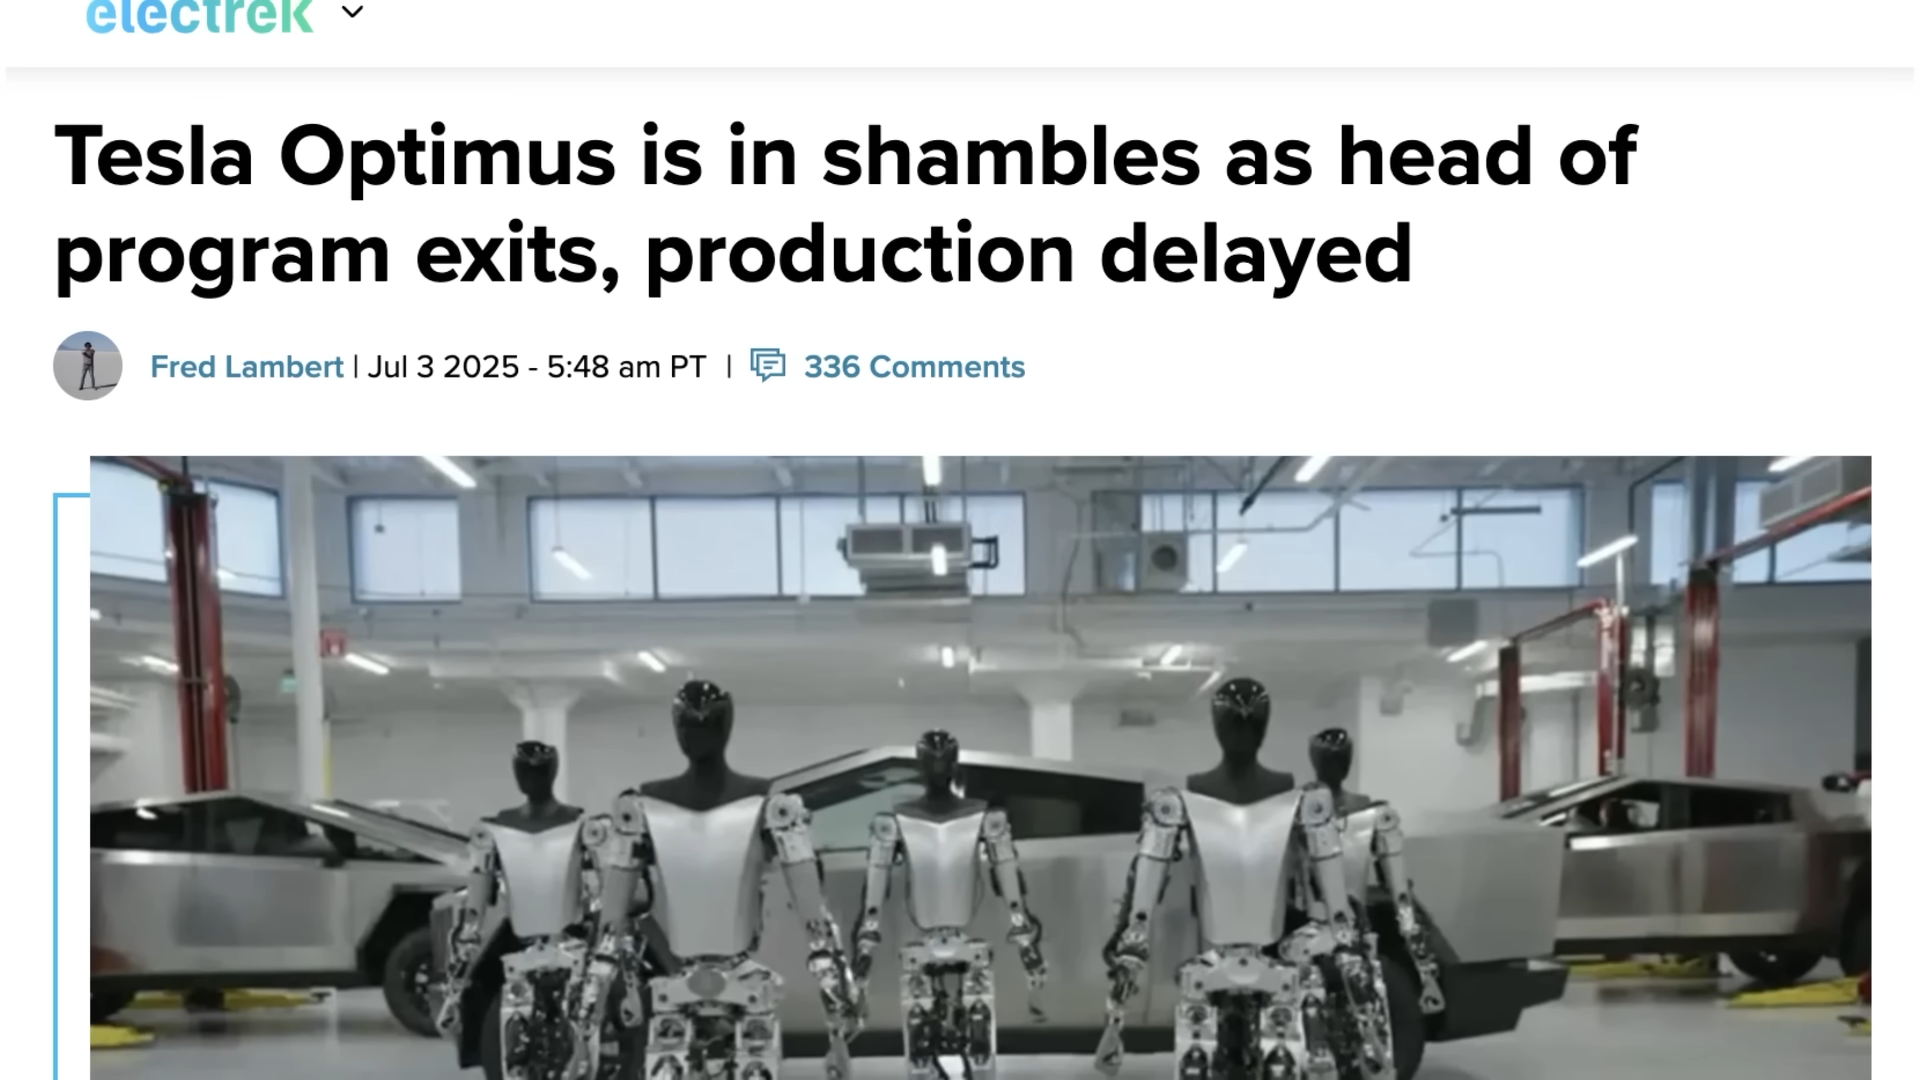 electrek
Tesla Optimus is in shambles as head of
program exits, production delayed
Fred Lambert | Jul 3 2025 - 5:48 am PT | 336 Comments